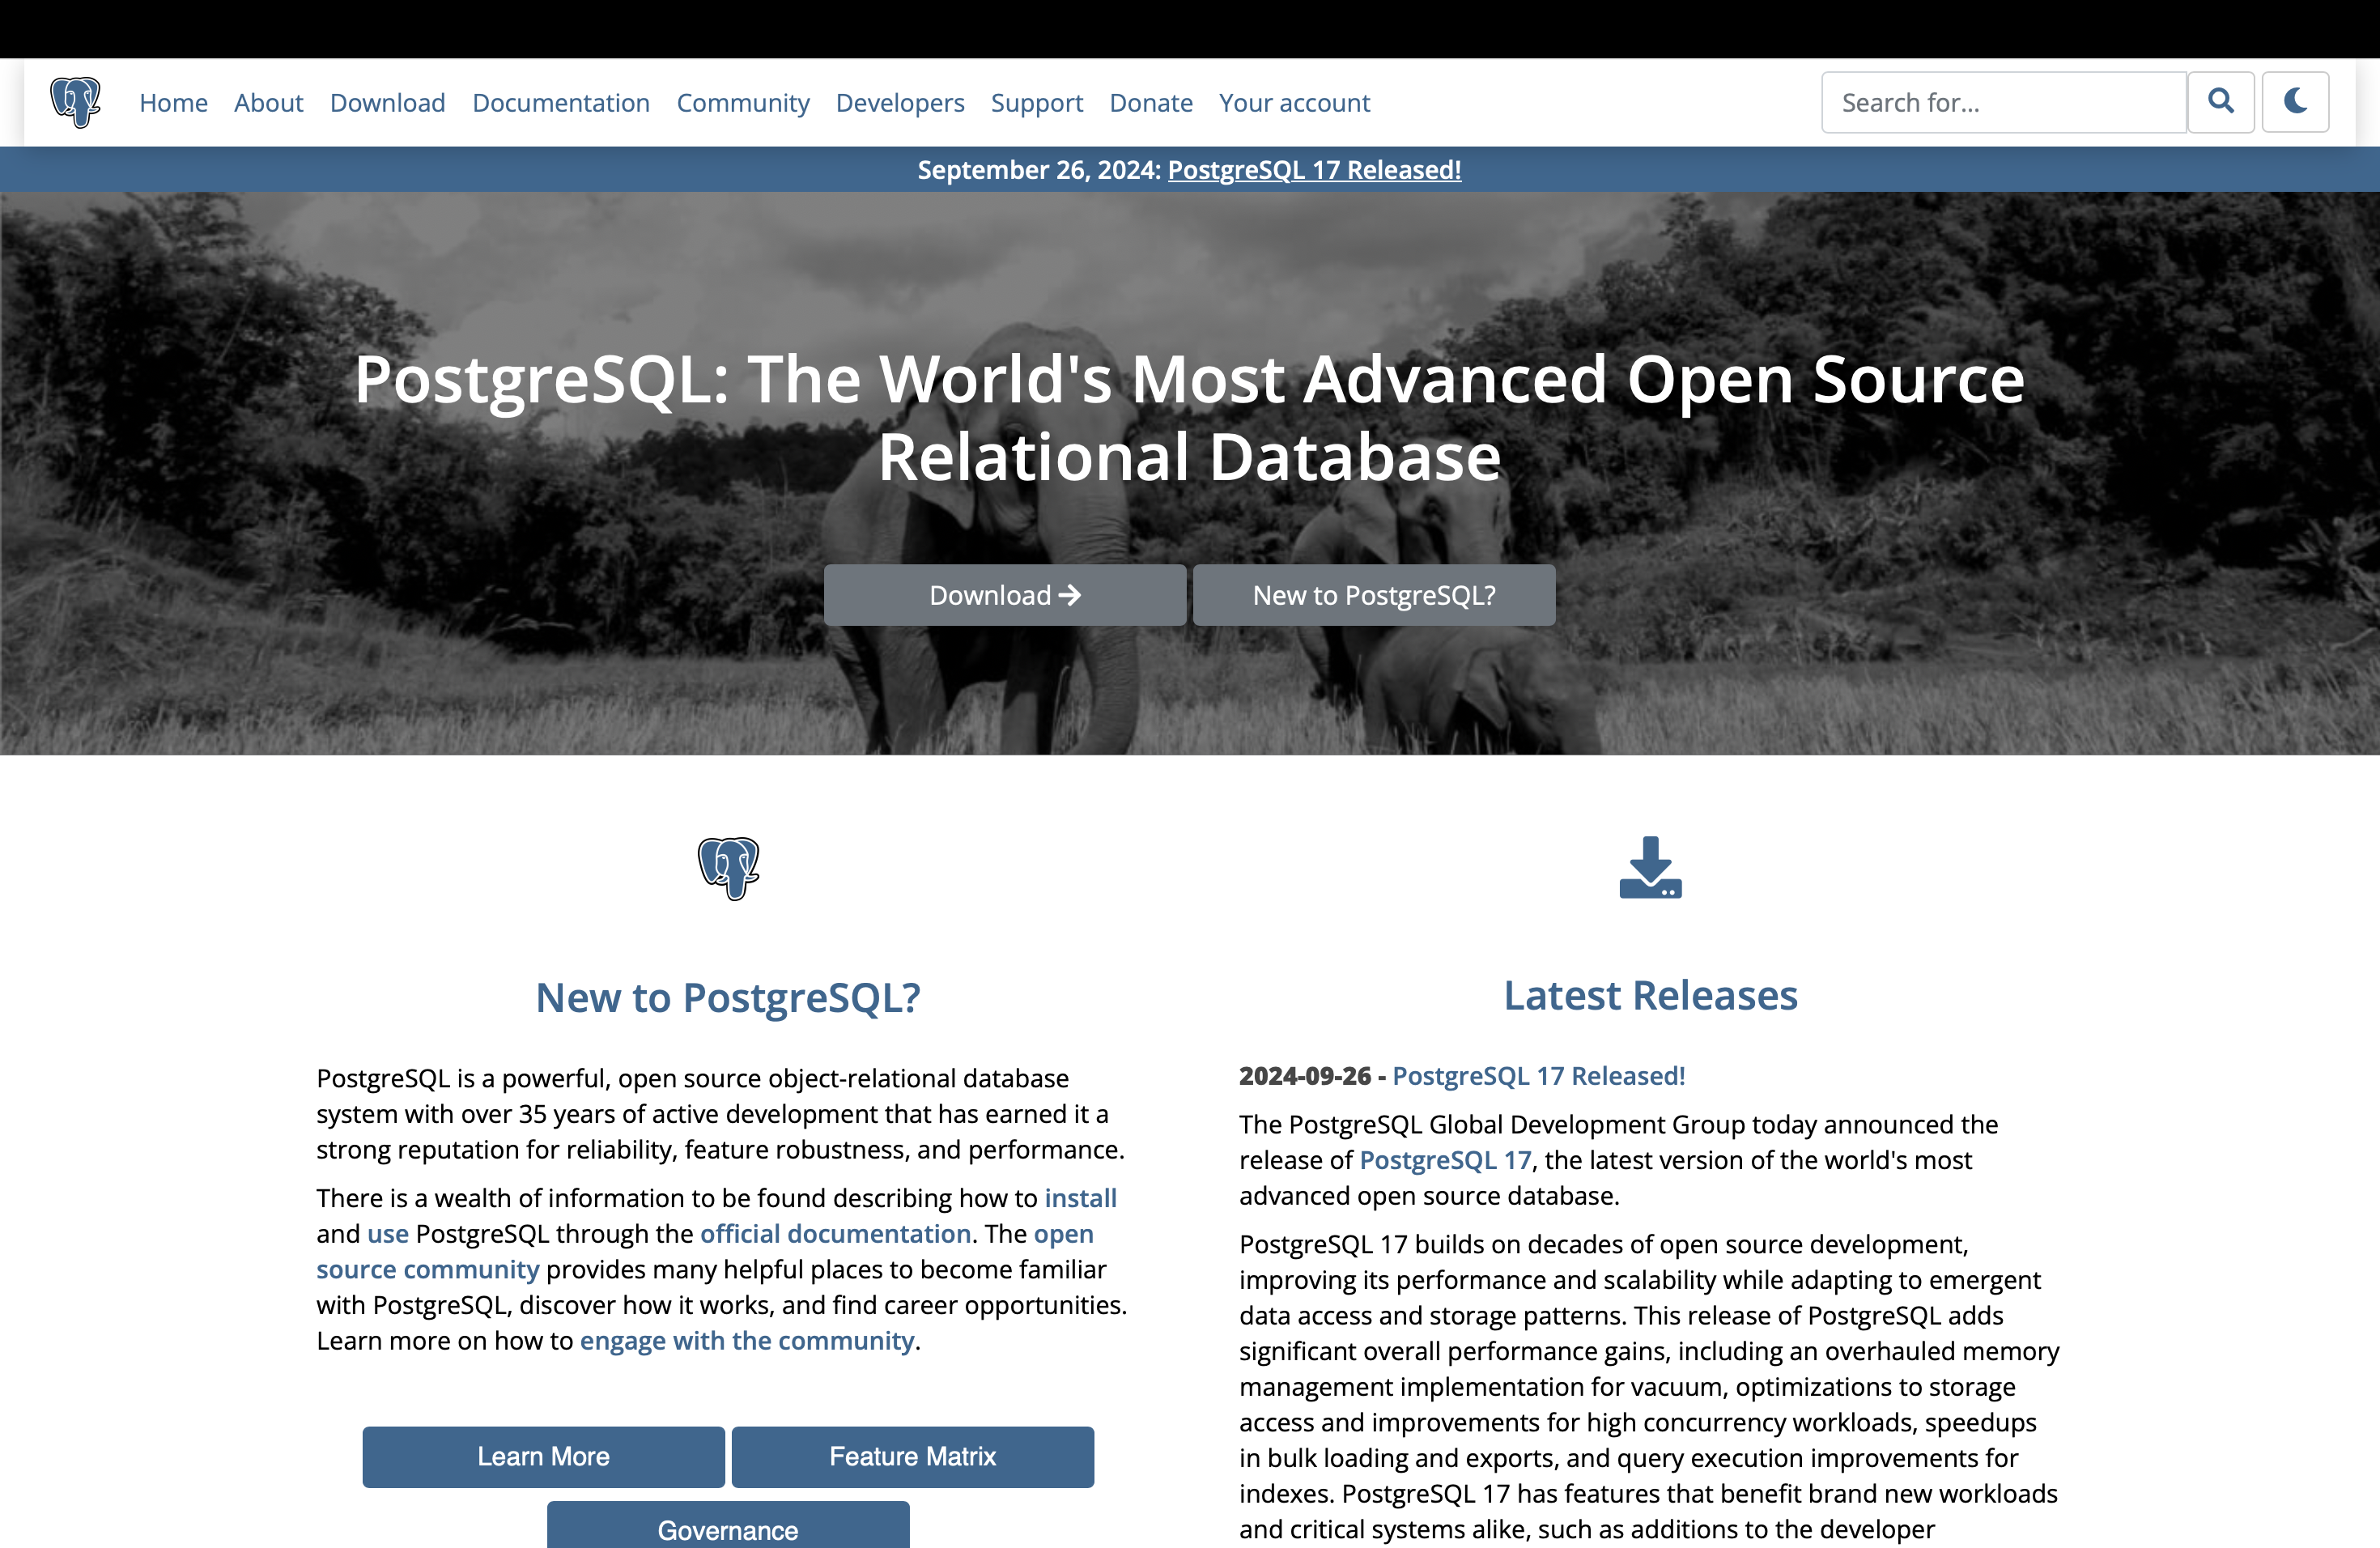 Home About Download Documentation Community Developers Support Donate Your account
Search for...
September 26, 2024: PostgreSQL 17 Released!
PostgreSQL: The World's Most Advanced Open Source
Relational Database
Download
New to PostgreSQL?
New to PostgreSQL?
PostgreSQL is a powerful, open source object-relational database
system with over 35 years of active development that has earned it a
strong reputation for reliability, feature robustness, and performance.
There is a wealth of information to be found describing how to install
and use PostgreSQL through the official documentation. The open
source community provides many helpful places to become familiar
with PostgreSQL, discover how it works, and find career opportunities.
Learn more on how to engage with the community.
Learn More
Feature Matrix
Governance
Latest Releases
2024-09-26 - PostgreSQL 17 Released!
The PostgreSQL Global Development Group today announced the
release of PostgreSQL 17, the latest version of the world's most
advanced open source database.
PostgreSQL 17 builds on decades of open source development,
improving its performance and scalability while adapting to emergent
data access and storage patterns. This release of PostgreSQL adds
significant overall performance gains, including an overhauled memory
management implementation for vacuum, optimizations to storage
access and improvements for high concurrency workloads, speedups
in bulk loading and exports, and query execution improvements for
indexes. PostgreSQL 17 has features that benefit brand new workloads
and critical systems alike, such as additions to the developer